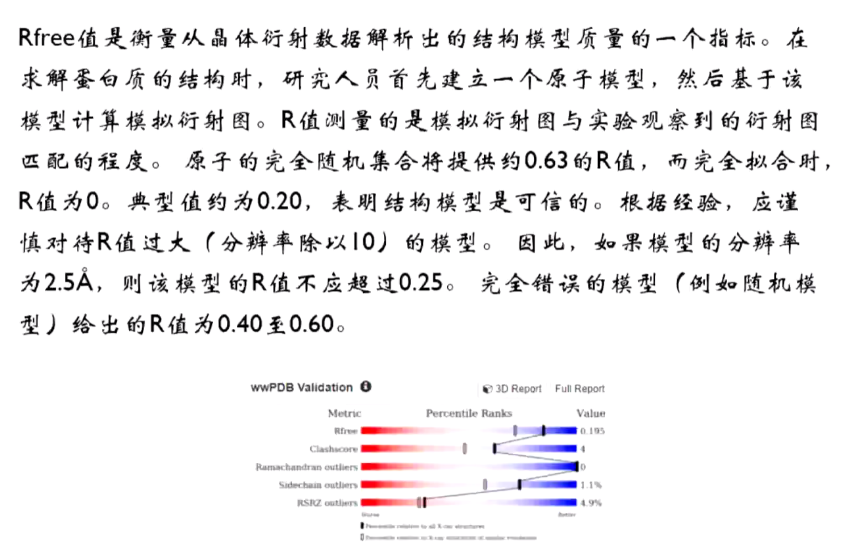 Rfree值是衡量从晶体衍射数据解析出的结构模型质量的一个指标。在
求解蛋白质的结构时，研究人员首先建立一个原子模型，然后基于该
模型计算模拟衍射图。R值测量的是模拟衍射图与实验观察到的衍射图
匹配的程度。 原子的完全随机集合将提供约0.63的R值，而完全拟合时，
R值为0。典型值约为0.20，表明结构模型是可信的。根据经验，应谨
慎对待R值过大（分辨率除以10）的模型。 因此，如果模型的分辨率
为2.5Å，则该模型的R值不应超过0.25。 完全错误的模型（例如随机模
型）给出的R值为0.40至0.60。
wwPDB Validation 3D Report Full Report
Metric Percentile Ranks Value
Rfree 0.195
Clashscore 4
Ramachandran outliers 0
Sidechain outliers 1.1%
RSRZ outliers 4.9%
Worse Better
Percentile relative to all X-ray structures
Percentile relative to X-ray structures of similar resolution